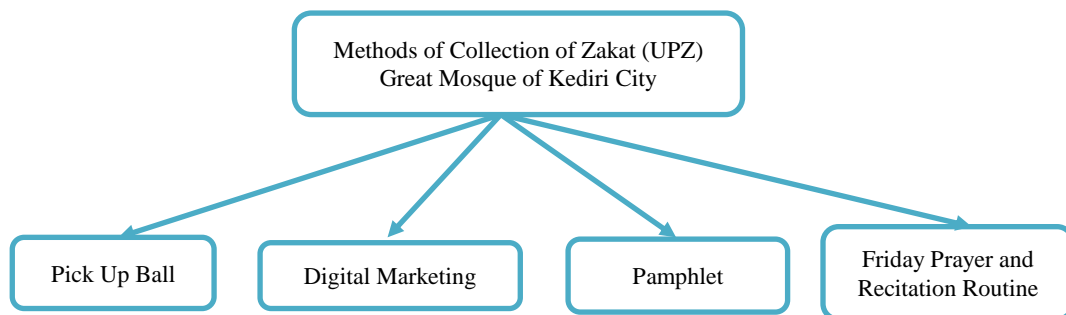 Methods of Collection of Zakat (UPZ)
Great Mosque of Kediri City
Pick Up Ball
Digital Marketing
Pamphlet
Friday Prayer and
Recitation Routine